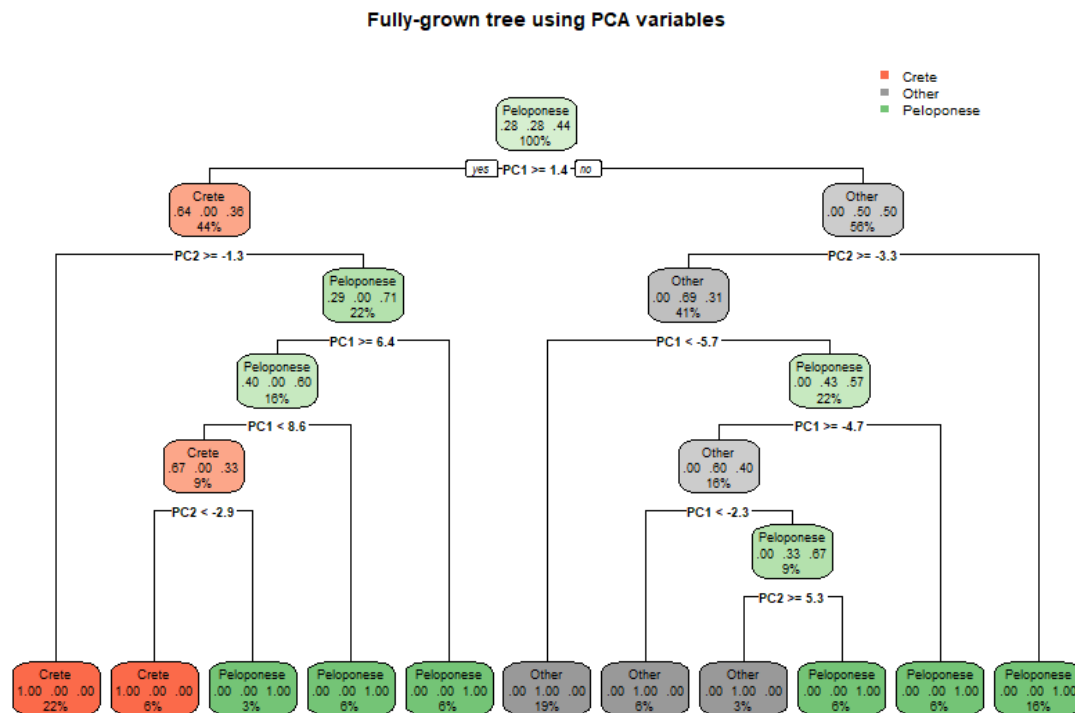 Fully-grown tree using PCA variables
Crete
Other
Peloponese
Peloponese
.28 .28 .44
100%
yes PC1 >= 1.4 no
Crete
.64 .00 .36
44%
Other
.00 .50 .50
56%
PC2 >= -1.3
PC2 >= -3.3
Peloponese
.29 .00 .71
22%
Other
.00 .69 .31
41%
PC1 >= 6.4
PC1 < -5.7
Peloponese
.40 .00 .60
16%
Peloponese
.00 .43 .57
22%
PC1 < 8.6
PC1 >= -4.7
Crete
.67 .00 .33
9%
Other
.00 .60 .40
16%
PC2 < -2.9
PC1 < -2.3
Peloponese
.00 .33 .67
9%
PC2 >= 5.3
Crete
1.00 .00 .00
22%
Crete
1.00 .00 .00
6%
Peloponese
.00 .00 1.00
3%
Peloponese
.00 .00 1.00
6%
Peloponese
.00 .00 1.00
6%
Other
.00 1.00 .00
19%
Other
.00 1.00 .00
6%
Other
.00 1.00 .00
3%
Peloponese
.00 .00 1.00
6%
Peloponese
.00 .00 1.00
6%
Peloponese
.00 .00 1.00
16%